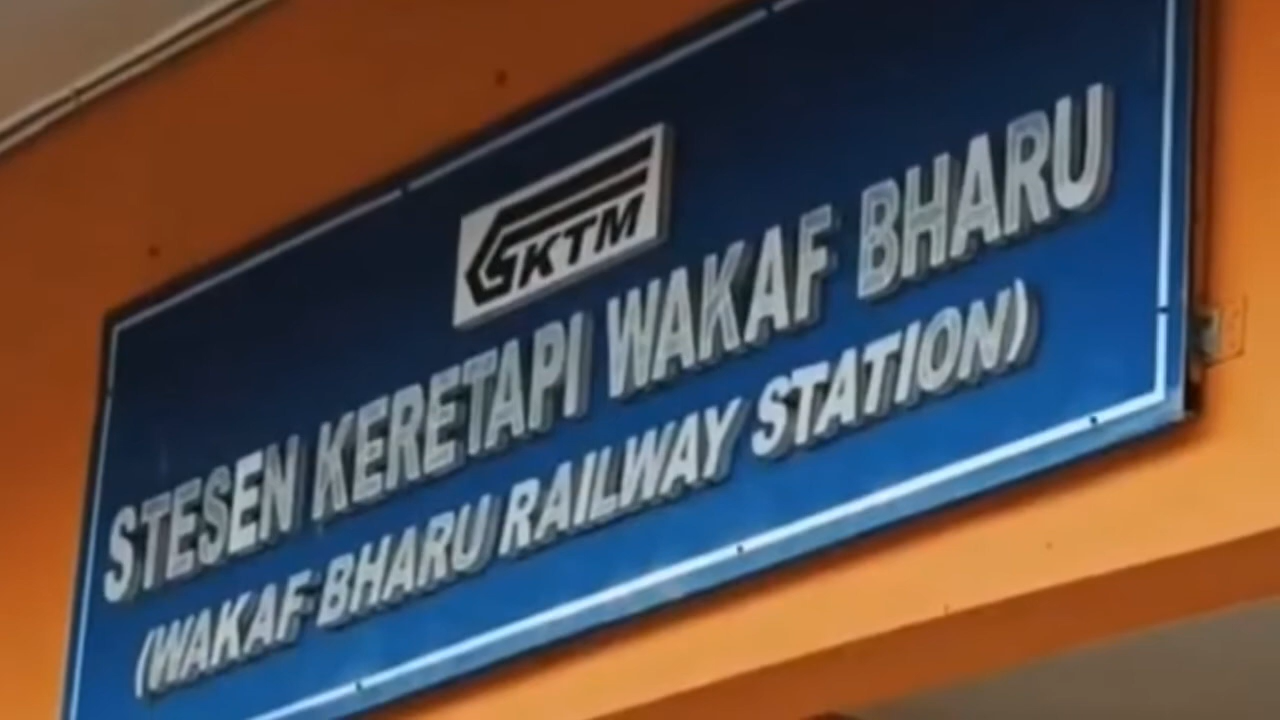 KTM
STESEN KERETAPI WAKAF BHARU
(WAKAF BHARU RAILWAY STATION)